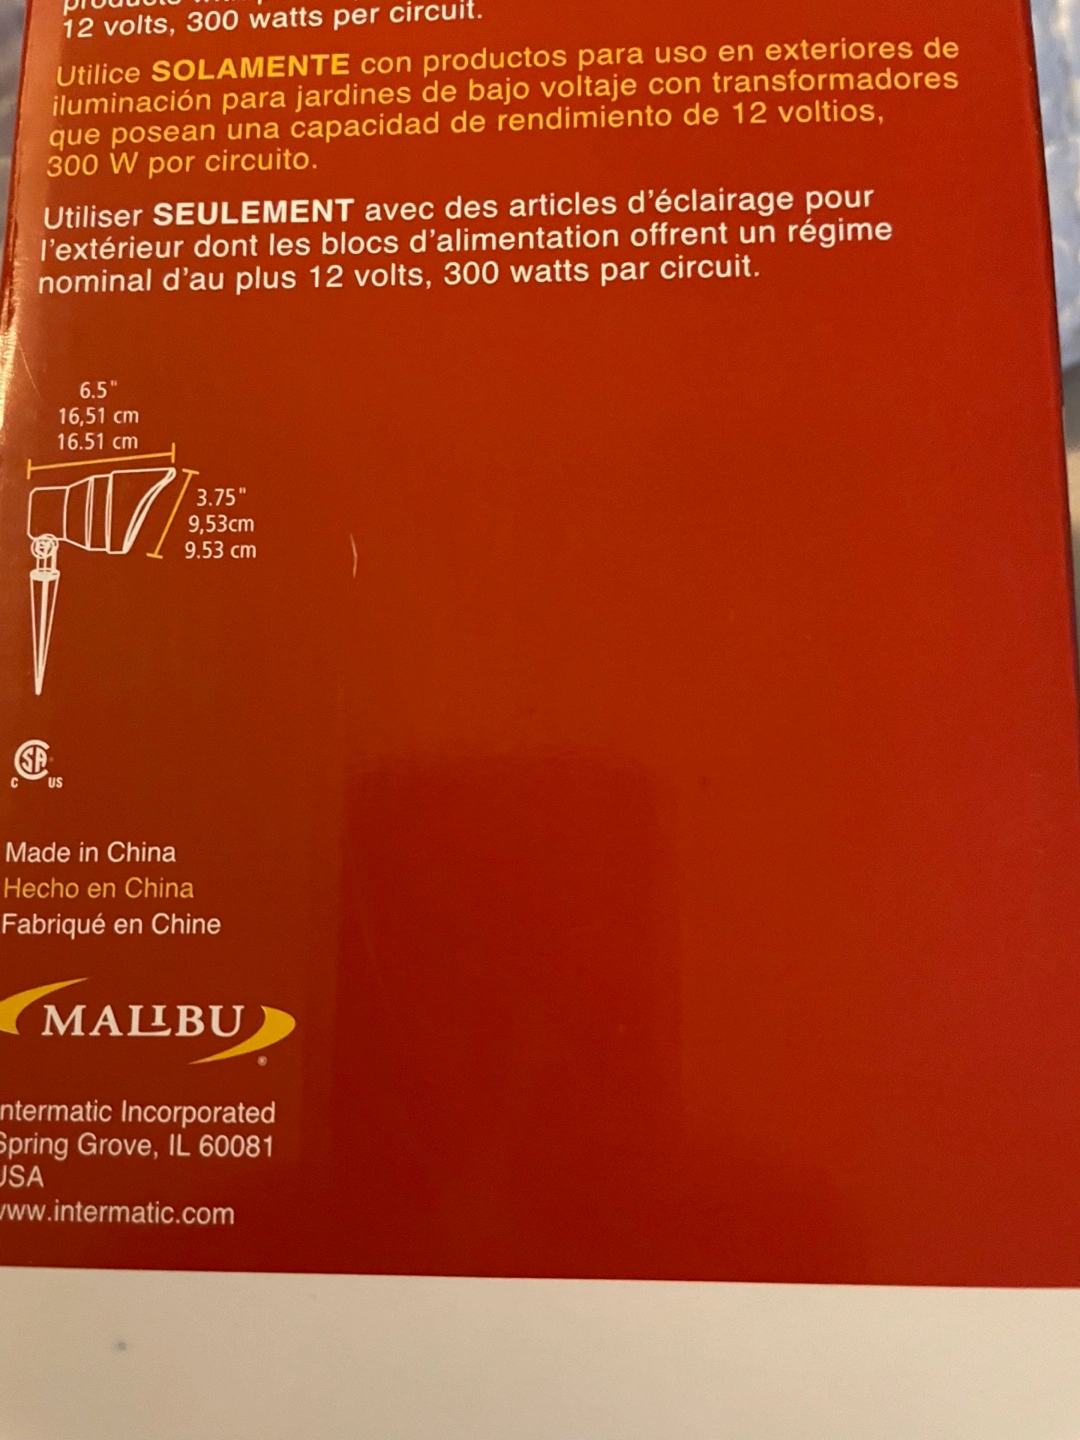 12 volts, 300 watts per circuit.
Utilice SOLAMENTE con productos para uso en exteriores de
iluminación para jardines de bajo voltaje con transformadores
que posean una capacidad de rendimiento de 12 voltios,
300 W por circuito.
Utiliser SEULEMENT avec des articles d'éclairage pour
l'extérieur dont les blocs d'alimentation offrent un régime
nominal d'au plus 12 volts, 300 watts par circuit.
6.5"
16,51 cm
16.51 cm
3.75"
9,53cm
9.53 cm
SA
C US
Made in China
Hecho en China
Fabriqué en Chine
MALIBU
®
ntermatic Incorporated
Spring Grove, IL 60081
USA
www.intermatic.com